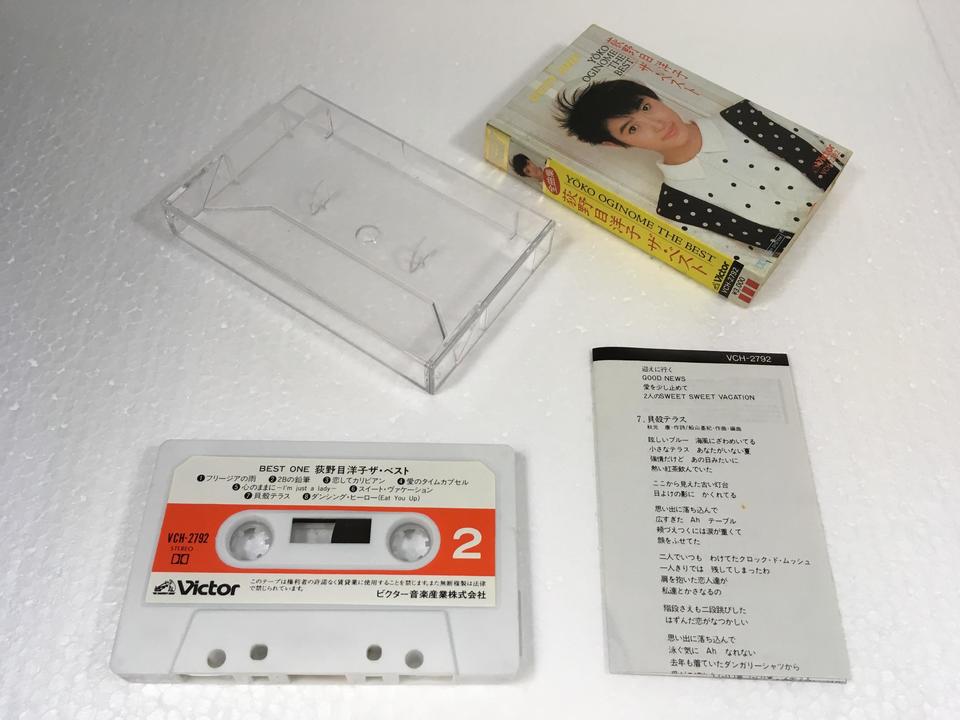 YŌKO
OGINOME
THE
BEST
荻野目洋子
ザ・ベスト
Victor
全曲集
YŌKO OGINOME THE BEST
荻野目洋子 ザ・ベスト
Victor
VCH-2792
¥3,000
VCH-2792
迎えに行く
GOOD NEWS
愛を少し止めて
2人のSWEET SWEET VACATION
7. 貝殻テラス
秋元 康・作詩/船山基紀・作曲・編曲
眩しいブルー 海風にざわめいてる
小さなテラス あなたがいない夏
強情だけど あの日みたいに
熱い紅茶飲んでいた
ここから見えた古い灯台
日よけの影に かくれてる
思い出に落ち込んで
広すぎた Ah テーブル
頬づえつくには涙が重くて
顔をふせてた
二人でいつも わけてたクロック・ド・ムッシュ
一人きりでは 残してしまったわ
肩を抱いた恋人達が
私達とかさなるの
階段さえも二段跳びした
はずんだ恋がなつかしい
思い出に落ち込んで
泳ぐ気に Ah なれない
去年も着ていたダンガリーシャツから
BEST ONE 荻野目洋子ザ・ベスト
❶フリージアの雨 ❷2Bの鉛筆 ❸恋してカリビアン ❹愛のタイムカプセル
❺心のままに－I'm just a lady－ ❻スイート・ヴァケーション
❼貝殻テラス ❽ダンシング・ヒーロー(Eat You Up)
VCH-2792
STEREO
2
Victor
このテープは権利者の許諾なく賃貸業に使用することを禁じます。また無断複製は法律
で禁じられています。
ビクター音楽産業株式会社